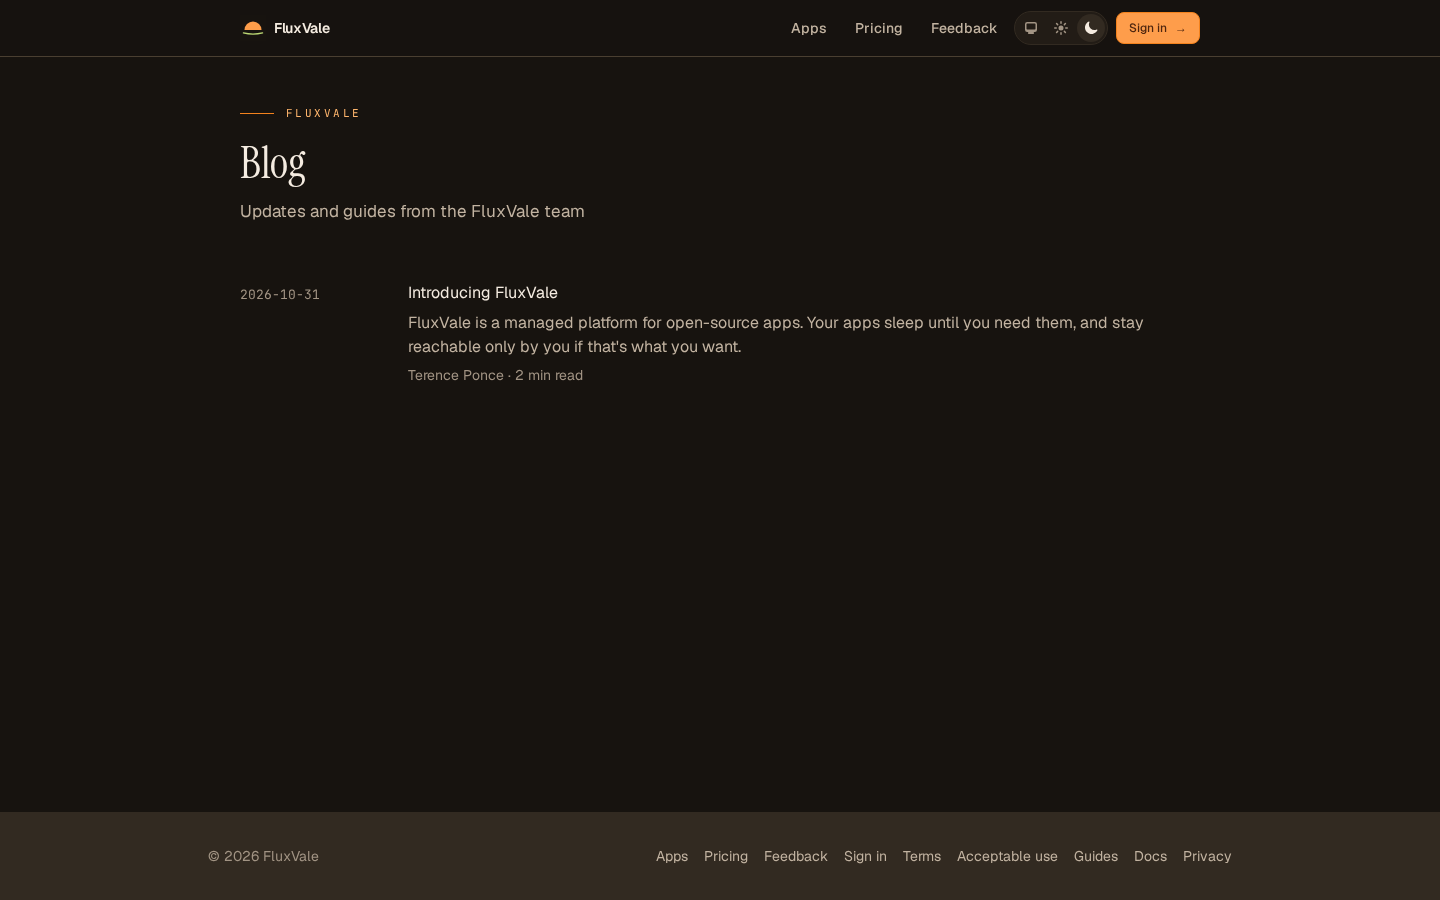 FluxVale
Apps Pricing Feedback Sign in →
FLUXVALE
Blog
Updates and guides from the FluxVale team
2026-10-31
Introducing FluxVale
FluxVale is a managed platform for open-source apps. Your apps sleep until you need them, and stay
reachable only by you if that's what you want.
Terence Ponce · 2 min read
© 2026 FluxVale
Apps Pricing Feedback Sign in Terms Acceptable use Guides Docs Privacy